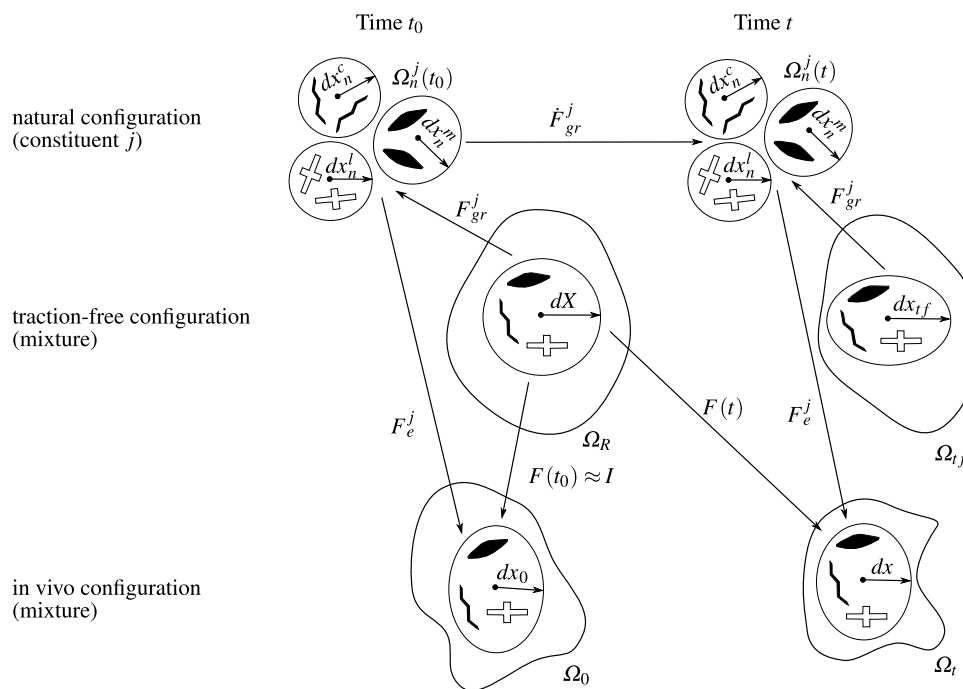 Time t₀ Time t
natural configuration
(constituent j)
dxₙᶜ
Ωₙʲ(t₀)
dxₙᵐ
dxₙˡ
Ḟ_grʲ
dxₙᶜ
Ωₙʲ(t)
dxₙᵐ
dxₙˡ
F_grʲ
F_grʲ
traction-free configuration
(mixture)
dX
dx_tf
F_eʲ
Ω_R
F(t)
F_eʲ
Ω_tf
F(t₀) ≈ I
in vivo configuration
(mixture)
dx₀
dx
Ω₀
Ω_t